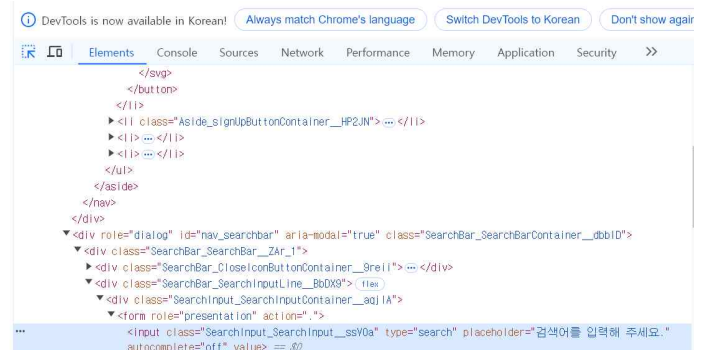 DevTools is now available in Korean! Always match Chrome's language Switch DevTools to Korean Don't show again
Elements Console Sources Network Performance Memory Application Security
</svg>
</button>
</li>
<li class="Aside_signUpButtonContainer__HP2JN"> … </li>
<li> … </li>
<li> … </li>
</ul>
</aside>
</nav>
</div>
<div role="dialog" id="nav_searchbar" aria-modal="true" class="SearchBar_SearchBarContainer__dbbID">
<div class="SearchBar_SearchBar__ZAr_1">
<div class="SearchBar_CloseIconButtonContainer__9reii"> … </div>
<div class="SearchBar_SearchInputLine__BbDX9"> flex
<div class="SearchInput_SearchInputContainer__aqjlA">
<form role="presentation" action=".">
… <input class="SearchInput_SearchInput__ssV0a" type="search" placeholder="검색어를 입력해 주세요."
autocomplete="off" value> == $0